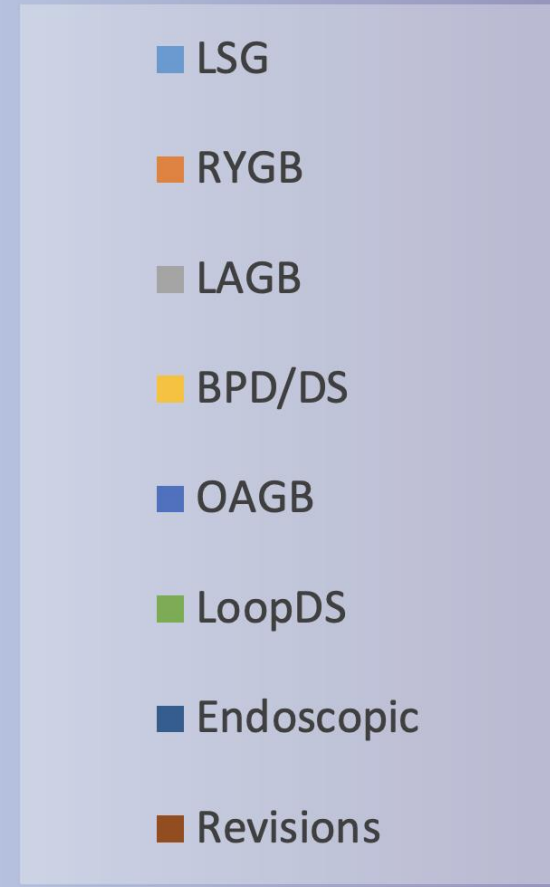 LSG
RYGB
LAGB
BPD/DS
OAGB
LoopDS
Endoscopic
Revisions